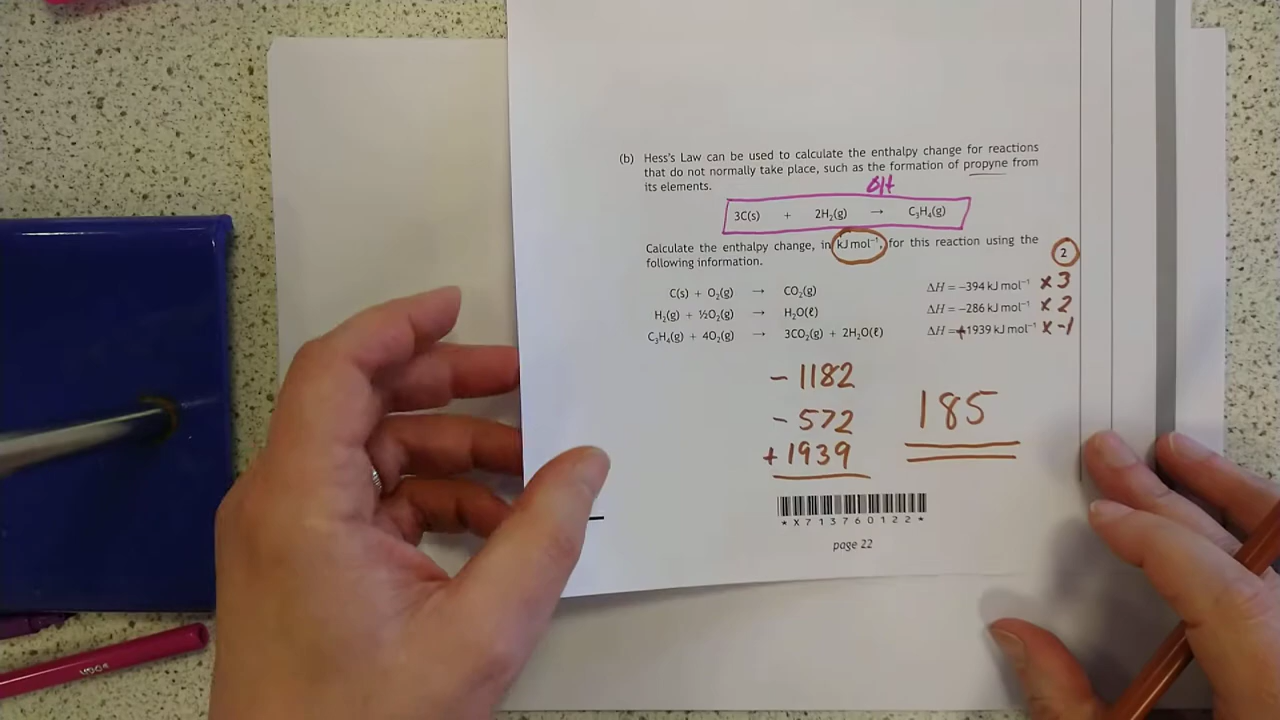 (b) Hess's Law can be used to calculate the enthalpy change for reactions
that do not normally take place, such as the formation of propyne from
its elements.
ΔH
3C(s) + 2H₂(g) → C₃H₄(g)
Calculate the enthalpy change, in kJ mol⁻¹, for this reaction using the
following information.
2
C(s) + O₂(g) → CO₂(g) ΔH = −394 kJ mol⁻¹ × 3
H₂(g) + ½O₂(g) → H₂O(ℓ) ΔH = −286 kJ mol⁻¹ × 2
C₃H₄(g) + 4O₂(g) → 3CO₂(g) + 2H₂O(ℓ) ΔH = +1939 kJ mol⁻¹ × -1
- 1182
- 572
+ 1939
185
*X713760122*
page 22